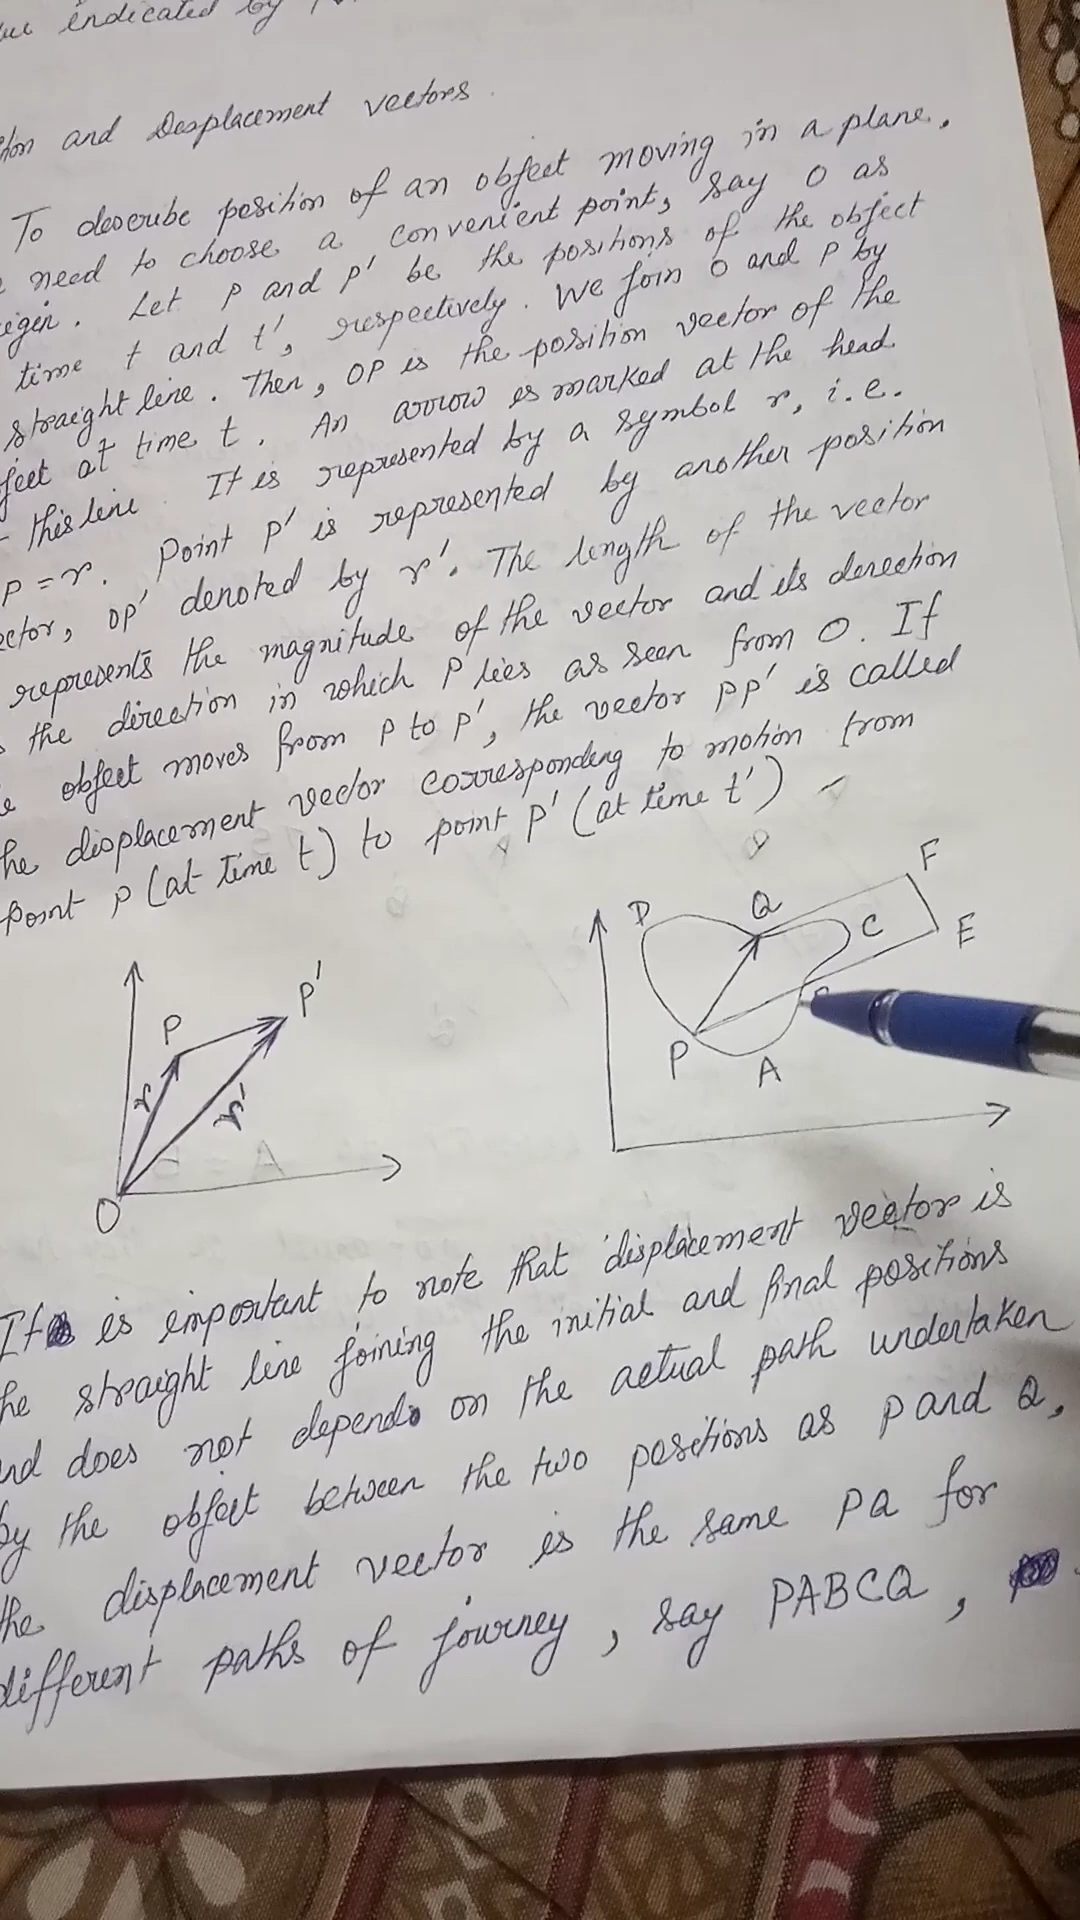 indicated by
and Desplacement vectors.
To describe position of an object moving in a plane,
need to choose a convenient point, say O as
Let P and P' be the positions of the object
time t and t', respectively. We join O and P by
straight line. Then, OP is the position vector of the
at time t. An arrow is marked at the head
this line. It is represented by a symbol r, i.e.
P = r. Point P' is represented by another position
OP' denoted by r'. The length of the vector
represents the magnitude of the vector and its direction
the direction in which P lies as seen from O. If
object moves from P to P', the vector PP' is called
displacement vector corresponding to motion from
Point P (at time t) to point P' (at time t')
P
P'
r
r'
O
D
Q
F
C
E
P
A
It is important to note that displacement vector is
straight line joining the initial and final positions
does not depend on the actual path undertaken
by the object between the two positions as P and Q,
the displacement vector is the same PQ for
different paths of journey, say PABCQ,